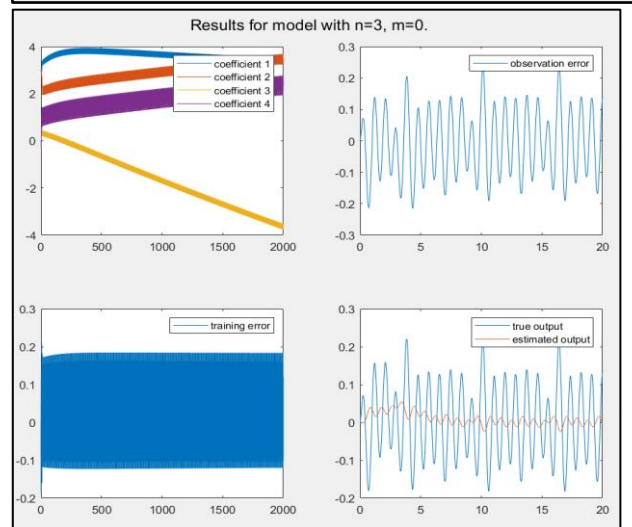 Results for model with n=3, m=0.
4
2
0
-2
-4
0 500 1000 1500 2000
coefficient 1
coefficient 2
coefficient 3
coefficient 4
0.3
0.2
0.1
0
-0.1
-0.2
-0.3
0 5 10 15 20
observation error
0.3
0.2
0.1
0
-0.1
-0.2
0 500 1000 1500 2000
training error
0.3
0.2
0.1
0
-0.1
-0.2
0 5 10 15 20
true output
estimated output